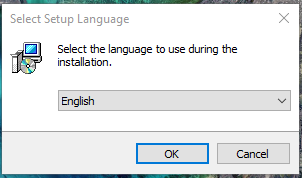 Select Setup Language
Select the language to use during the
installation.
English
OK
Cancel